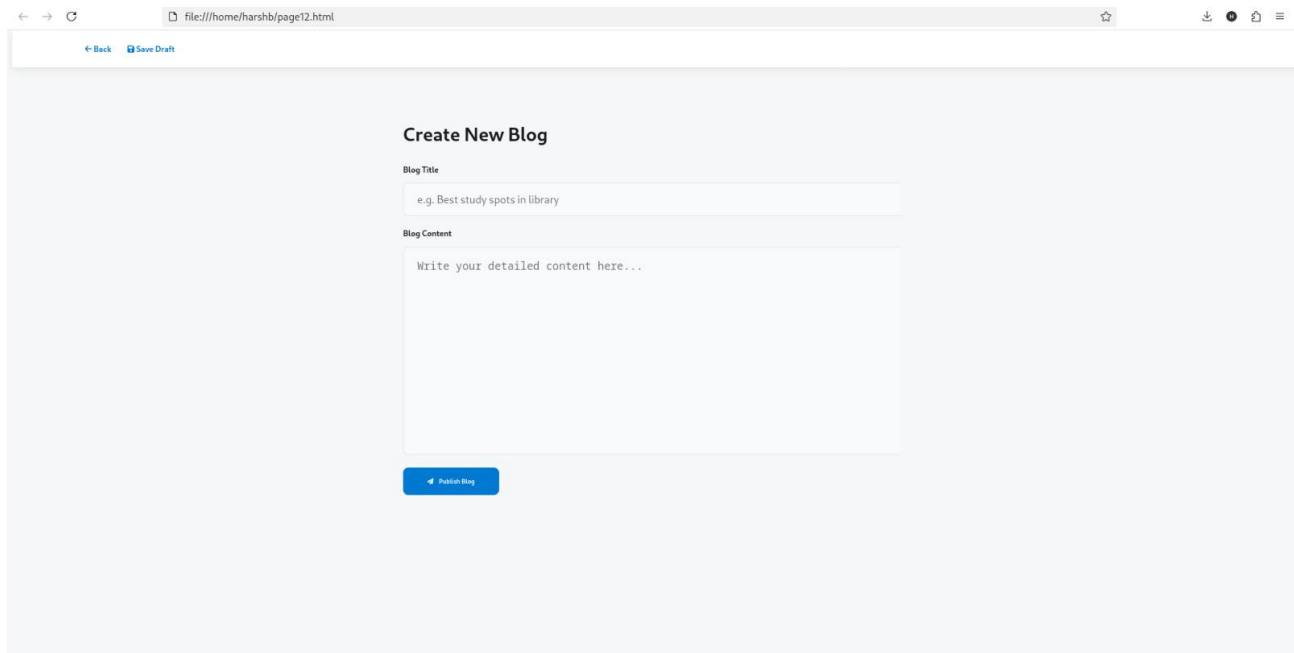 file:///home/harshb/page12.html
Back Save Draft
Create New Blog
Blog Title
e.g. Best study spots in library
Blog Content
Write your detailed content here...
Publish Blog